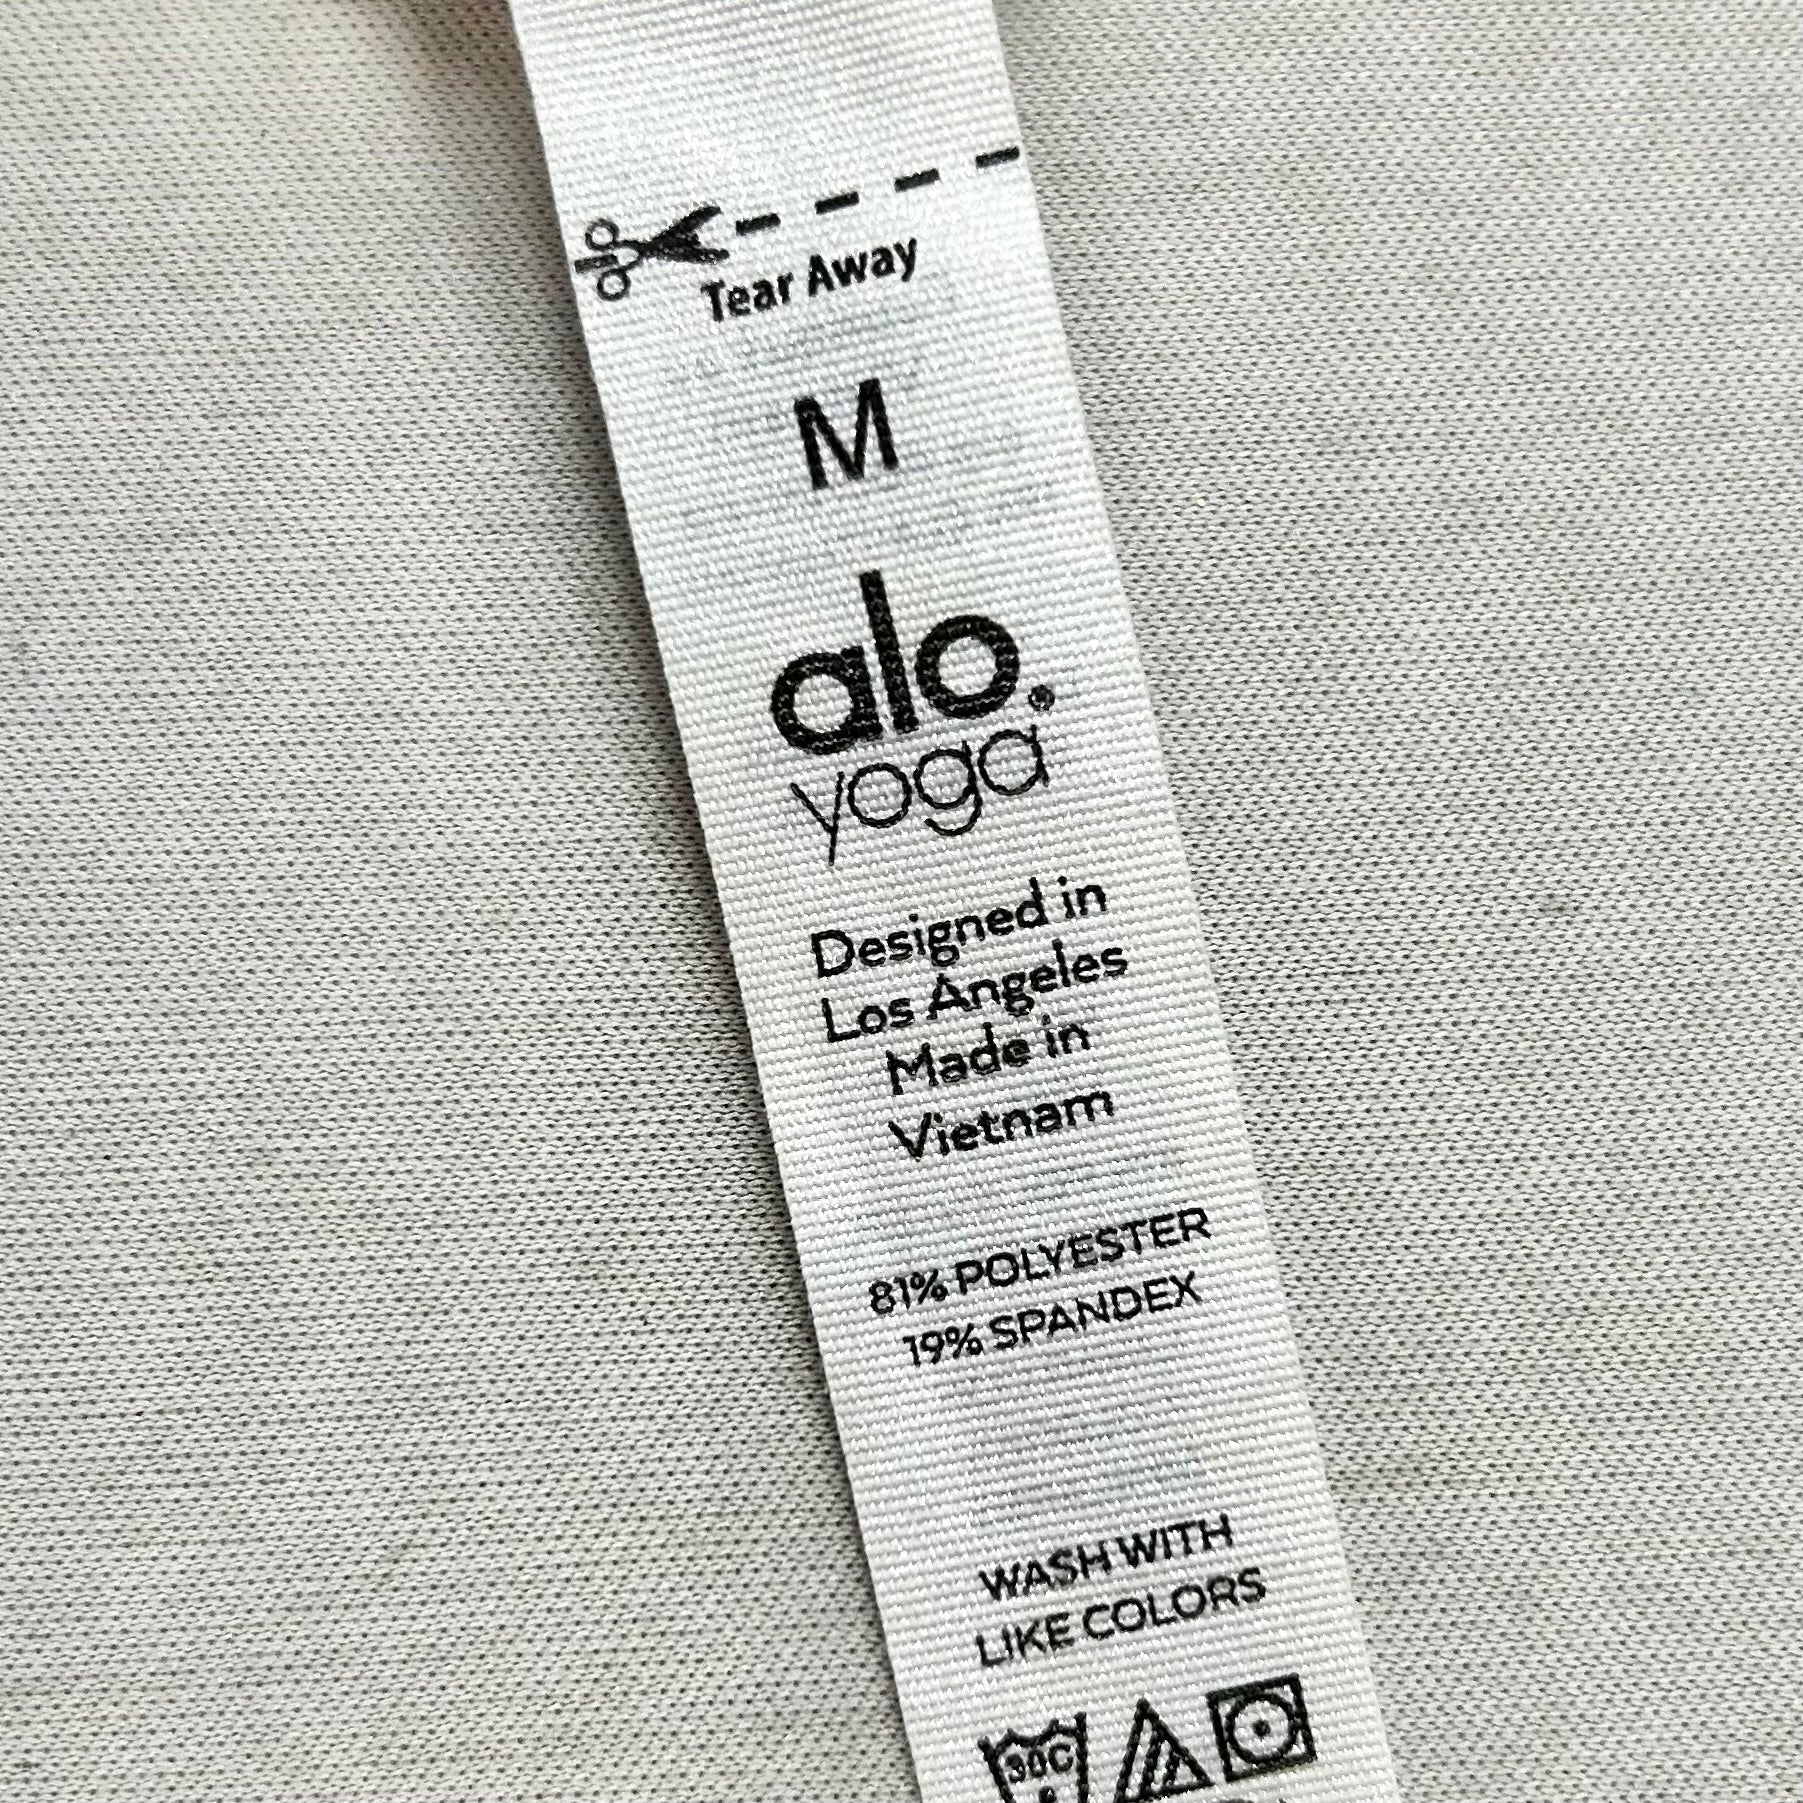 Tear Away
M
alo.®
yoga
Designed in
Los Angeles
Made in
Vietnam
81% POLYESTER
19% SPANDEX
WASH WITH
LIKE COLORS
30C